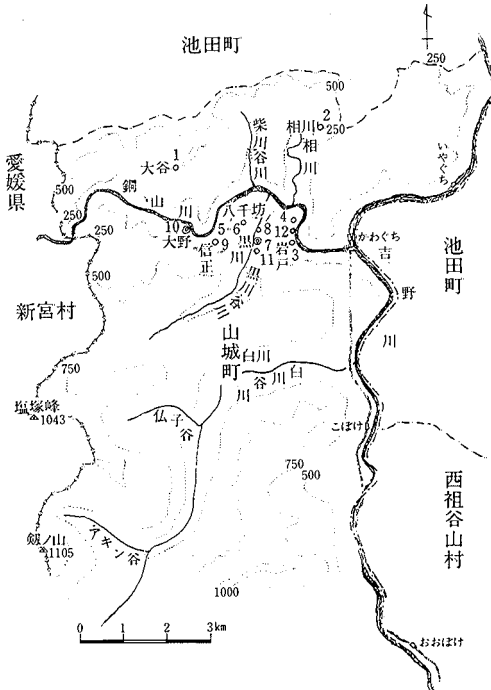 池田町
250
500
柴川谷川
相川
2
250
相川
いやぐち
愛媛県
1
大谷
500
銅山川
250
250
八千坊
4
10
5
6
8
12
かわぐち
大野
信正
9
黒川
7
岩戸
3
11
吉野川
池田町
500
黒川谷川
新宮村
三
山城町
750
白川
白川谷川
仏子谷
塩塚峰
1043
こぼけ
750
500
西祖谷山村
剱ノ山
1105
アキン谷
1000
0 1 2 3km
おおぼけ